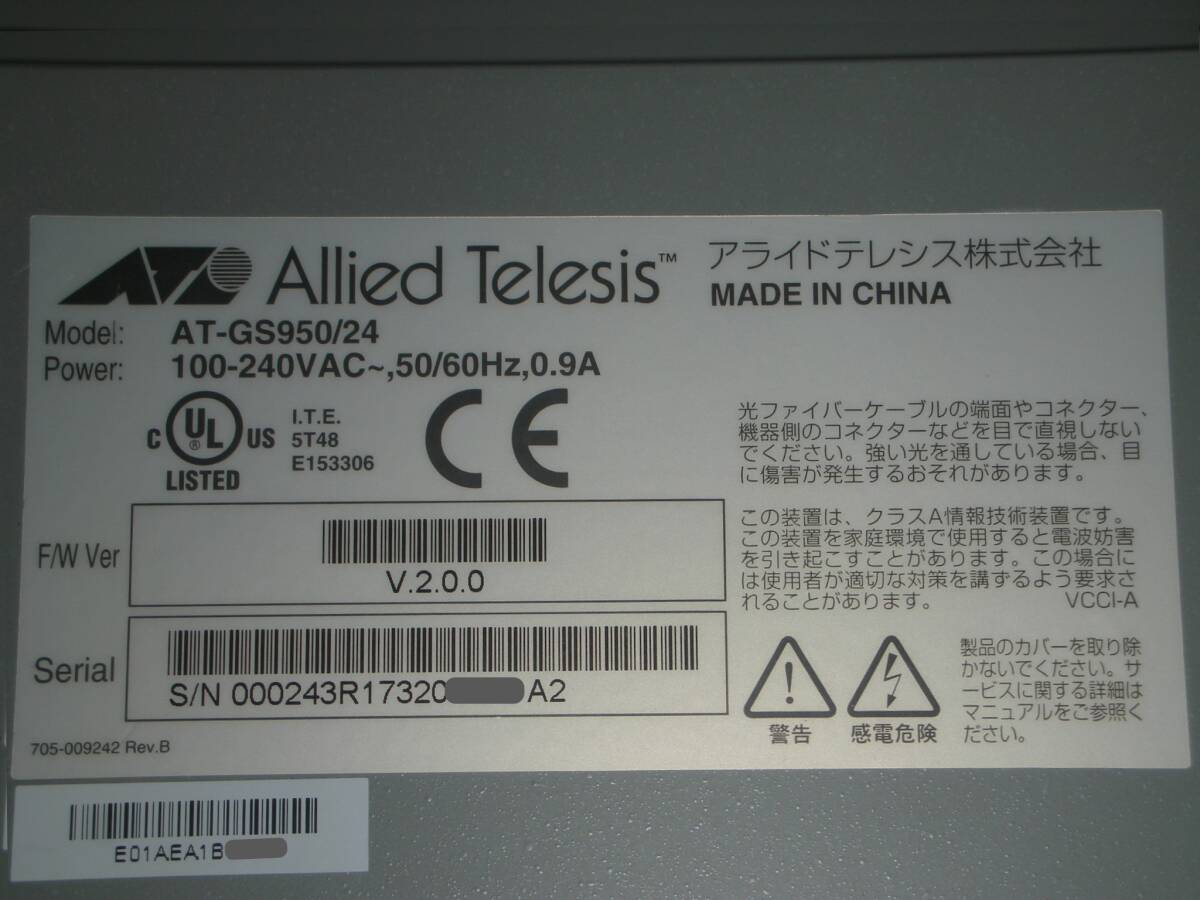 Allied Telesis™
アライドテレシス株式会社
MADE IN CHINA
Model: AT-GS950/24
Power: 100-240VAC~,50/60Hz,0.9A
C UL® US LISTED
I.T.E.
5T48
E153306
CE
光ファイバーケーブルの端面やコネクター、
機器側のコネクターなどを目で直視しない
でください。強い光を通している場合、目
に傷害が発生するおそれがあります。
この装置は、クラスA情報技術装置です。
この装置を家庭環境で使用すると電波妨害
を引き起こすことがあります。この場合に
は使用者が適切な対策を講ずるよう要求さ
れることがあります。 VCCI-A
F/W Ver
V.2.0.0
Serial
S/N 000243R17320 A2
警告
感電危険
製品のカバーを取り除
かないでください。サ
ービスに関する詳細は
マニュアルをご参照く
ださい。
705-009242 Rev.B
E01AEA1B